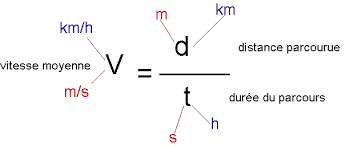 km/h
m
km
vitesse moyenne
V = d / t
distance parcourue
m/s
durée du parcours
s
h